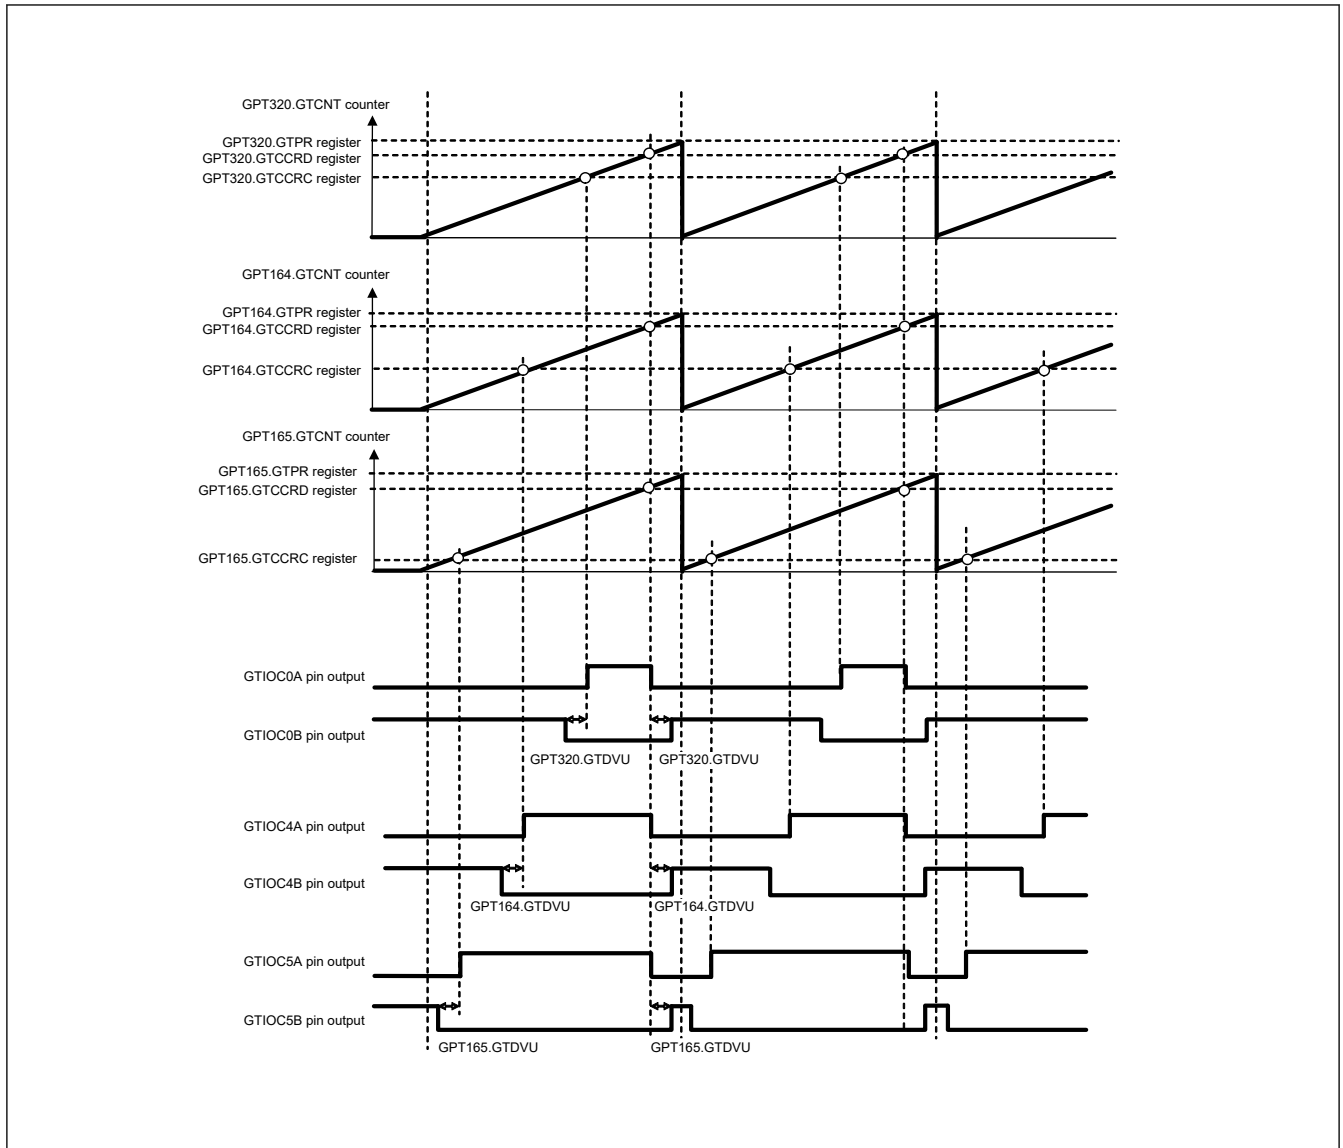 GPT320.GTCNT counter
GPT320.GTPR register
GPT320.GTCCRD register
GPT320.GTCCRC register
GPT164.GTCNT counter
GPT164.GTPR register
GPT164.GTCCRD register
GPT164.GTCCRC register
GPT165.GTCNT counter
GPT165.GTPR register
GPT165.GTCCRD register
GPT165.GTCCRC register
GTIOC0A pin output
GTIOC0B pin output
GPT320.GTDVU GPT320.GTDVU
GTIOC4A pin output
GTIOC4B pin output
GPT164.GTDVU GPT164.GTDVU
GTIOC5A pin output
GTIOC5B pin output
GPT165.GTDVU GPT165.GTDVU